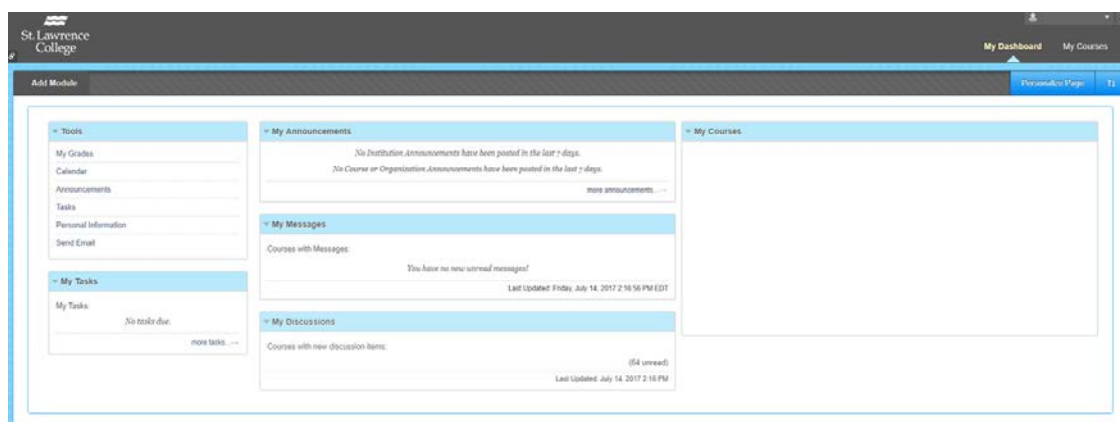 St. Lawrence
College
My Dashboard
My Courses
Add Module
Personalize Page
Tools
My Grades
Calendar
Announcements
Tasks
Personal Information
Send Email
My Tasks
My Tasks:
No tasks due.
more tasks...
My Announcements
No Institution Announcements have been posted in the last 7 days.
No Course or Organization Announcements have been posted in the last 7 days.
more announcements...
My Messages
Courses with Messages:
You have no new unread messages!
Last Updated: Friday, July 14, 2017 2:16:56 PM EDT
My Discussions
Courses with new discussion items:
(64 unread)
Last Updated: July 14, 2017 2:16 PM
My Courses